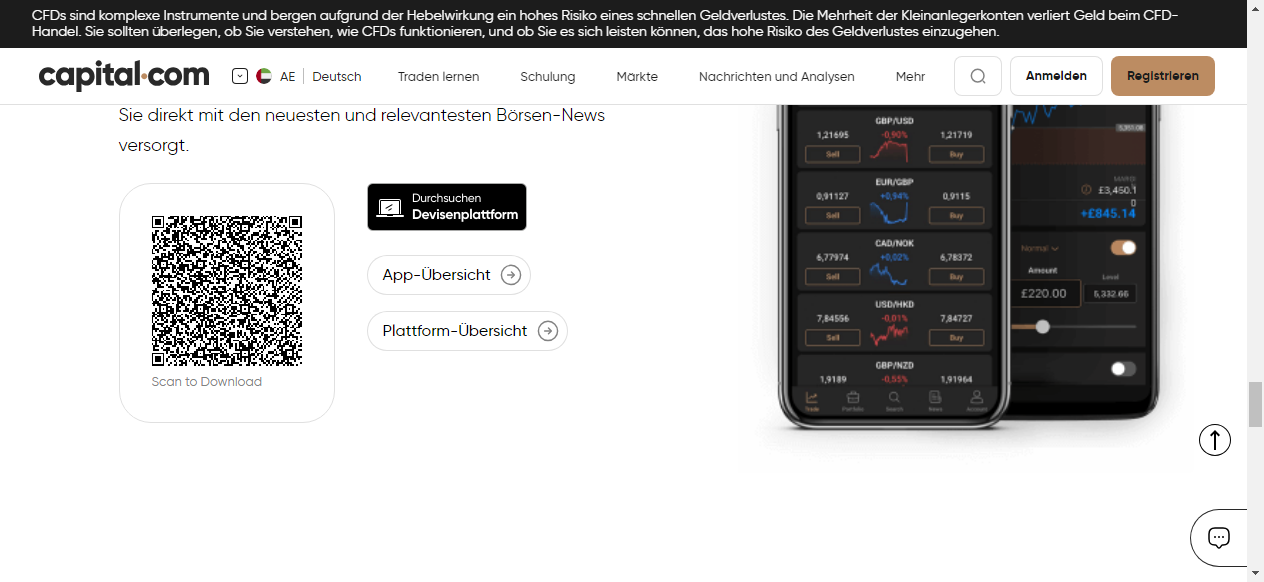 CFDs sind komplexe Instrumente und bergen aufgrund der Hebelwirkung ein hohes Risiko eines schnellen Geldverlustes. Die Mehrheit der Kleinanlegerkonten verliert Geld beim CFD-
Handel. Sie sollten überlegen, ob Sie verstehen, wie CFDs funktionieren, und ob Sie es sich leisten können, das hohe Risiko des Geldverlustes einzugehen.
capital.com
AE
Deutsch
Traden lernen
Schulung
Märkte
Nachrichten und Analysen
Mehr
Anmelden
Registrieren
Sie direkt mit den neuesten und relevantesten Börsen-News
versorgt.
Scan to Download
Durchsuchen
Devisenplattform
App-Übersicht
Plattform-Übersicht
GBP/USD
1,21695
-0,90%
1,21719
Sell
Buy
EUR/GBP
0,91127
+0,94%
0,9115
Sell
Buy
CAD/NOK
6,77974
+0,02%
6,78372
Sell
Buy
USD/HKD
7,84556
-0,01%
7,84727
Sell
Buy
GBP/NZD
1,9189
-0,55%
1,91964
Trade
Portfolio
Search
News
Account
£3,450.1
0
+£845.14
Normal
Amount
Level
£220.00
5,332.66